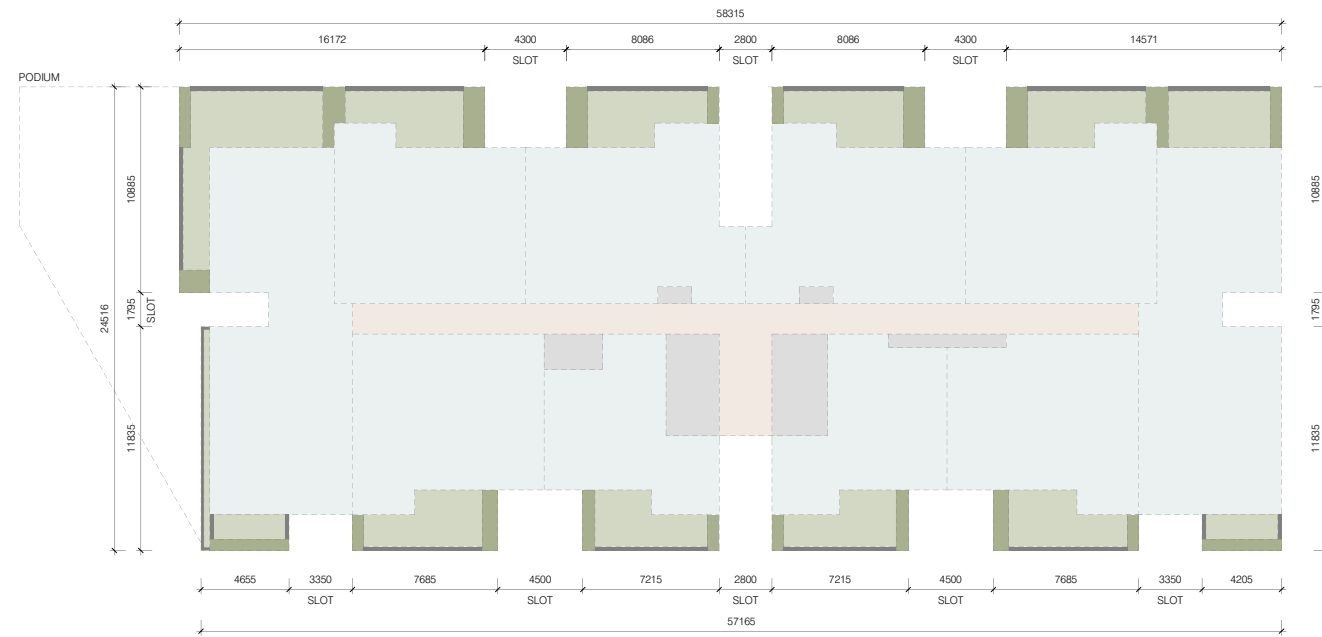 58315
16172 4300 8086 2800 8086 4300 14571
SLOT SLOT SLOT
PODIUM
10885 10885
24516 1795 SLOT 1795
11835 11835
4655 3350 7685 4500 7215 2800 7215 4500 7685 3350 4205
SLOT SLOT SLOT SLOT SLOT
57165